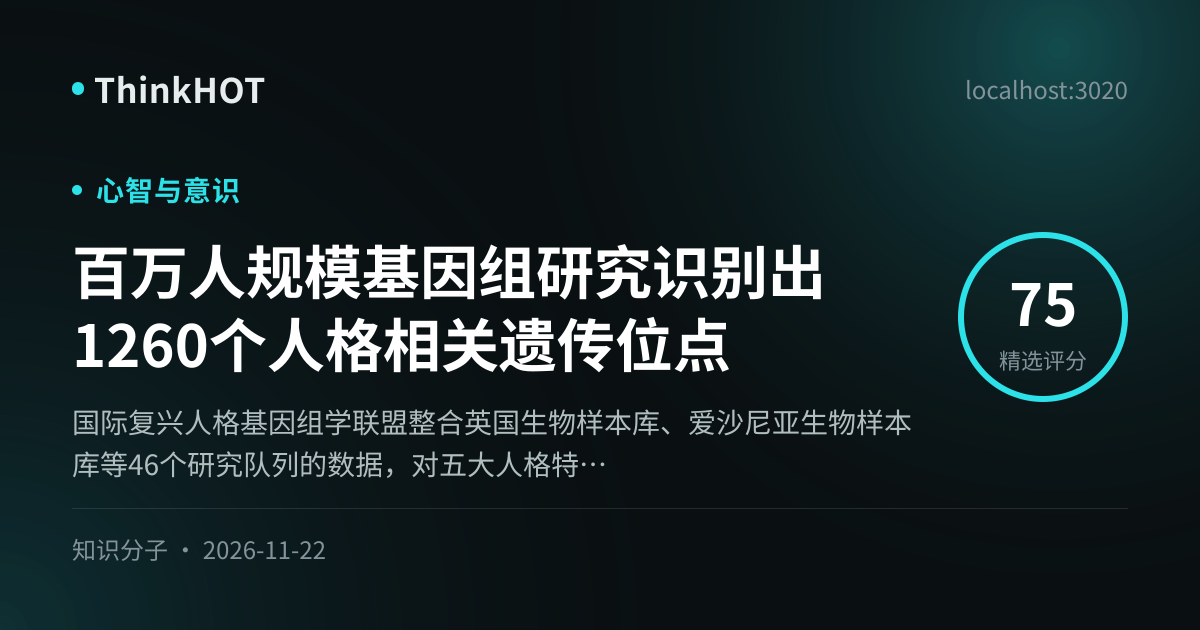 ThinkHOT
localhost:3020
心智与意识
百万人规模基因组研究识别出
1260个人格相关遗传位点
75
精选评分
国际复兴人格基因组学联盟整合英国生物样本库、爱沙尼亚生物样本
库等46个研究队列的数据，对五大人格特…
知识分子 · 2026-11-22